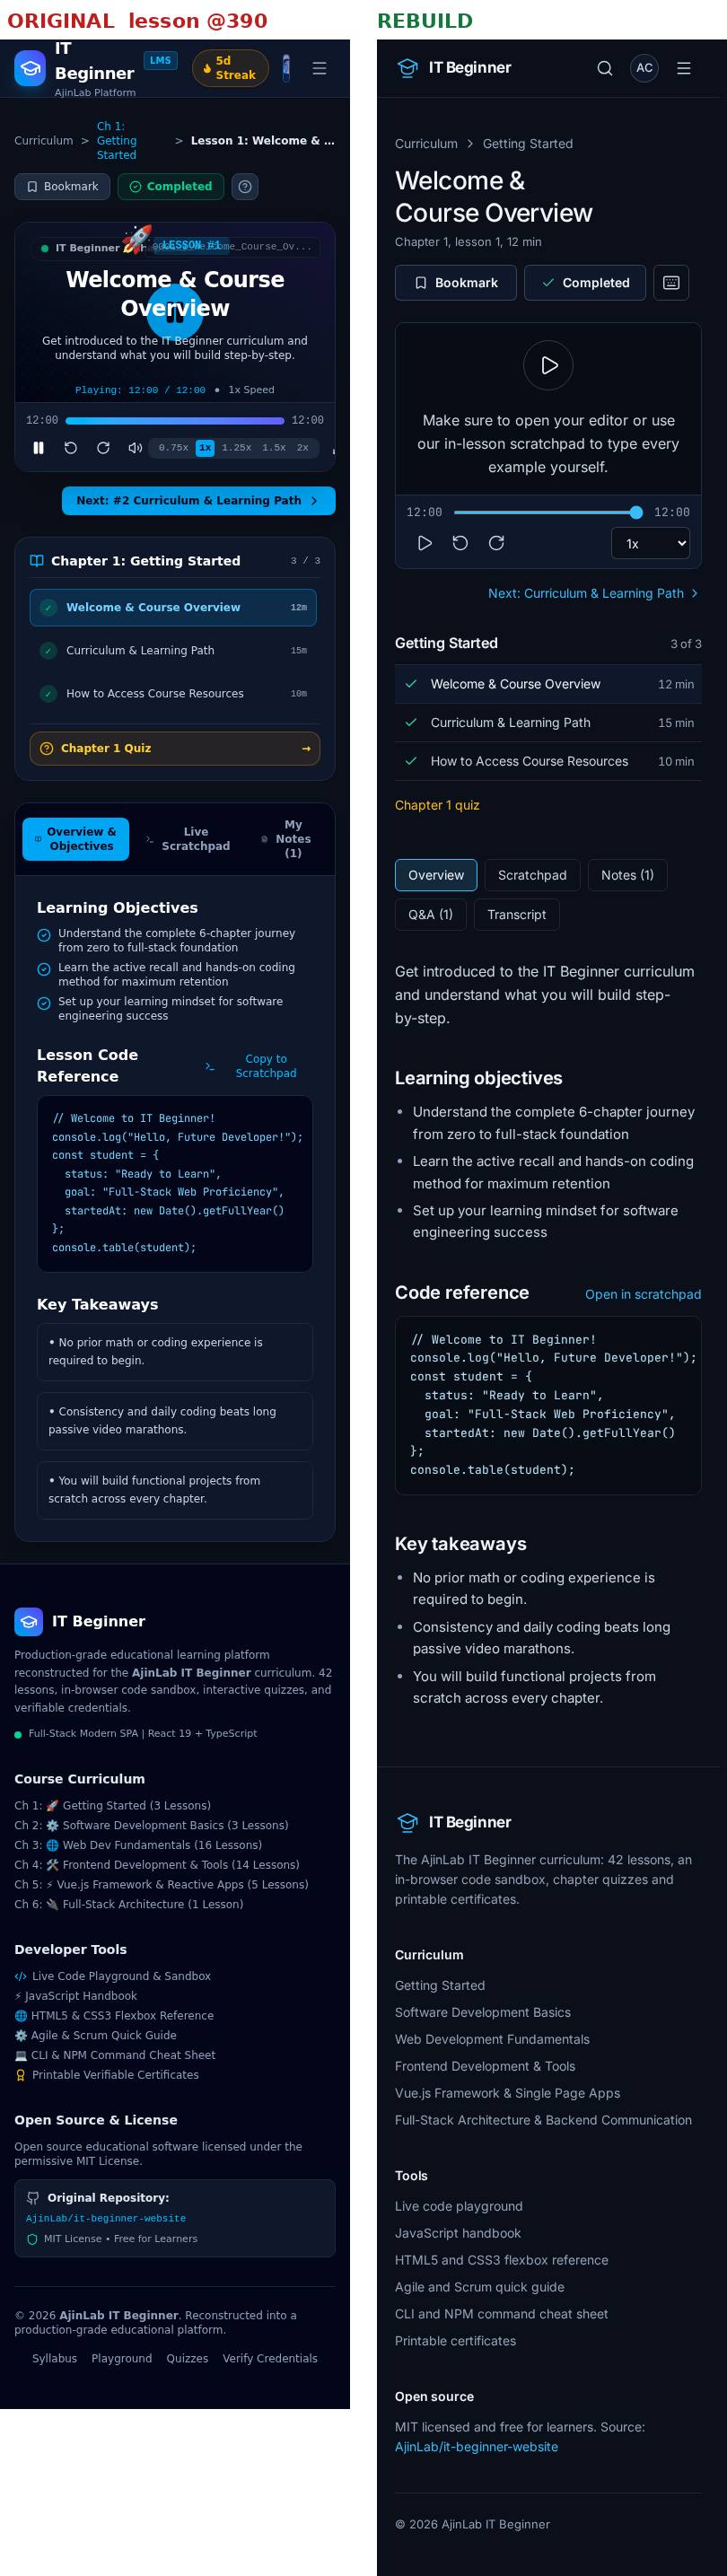 ORIGINAL lesson @390
IT Beginner
LMS
AjinLab Platform
5d Streak
Curriculum > Ch 1: Getting Started > Lesson 1: Welcome & …
Bookmark
Completed
IT Beginner
LESSON #1
Welcome & Course
Overview
Get introduced to the IT Beginner curriculum and
understand what you will build step-by-step.
Playing: 12:00 / 12:00 • 1x Speed
12:00
12:00
0.75x 1x 1.25x 1.5x 2x
Next: #2 Curriculum & Learning Path
Chapter 1: Getting Started
3 / 3
Welcome & Course Overview 12m
Curriculum & Learning Path 15m
How to Access Course Resources 10m
Chapter 1 Quiz →
Overview & Objectives
Live Scratchpad
My Notes (1)
Learning Objectives
Understand the complete 6-chapter journey
from zero to full-stack foundation
Learn the active recall and hands-on coding
method for maximum retention
Set up your learning mindset for software
engineering success
Lesson Code Reference
Copy to Scratchpad
// Welcome to IT Beginner!
console.log("Hello, Future Developer!");
const student = {
status: "Ready to Learn",
goal: "Full-Stack Web Proficiency",
startedAt: new Date().getFullYear()
};
console.table(student);
Key Takeaways
• No prior math or coding experience is
required to begin.
• Consistency and daily coding beats long
passive video marathons.
• You will build functional projects from
scratch across every chapter.
IT Beginner
Production-grade educational learning platform
reconstructed for the AjinLab IT Beginner curriculum. 42
lessons, in-browser code sandbox, interactive quizzes, and
verifiable credentials.
Full-Stack Modern SPA | React 19 + TypeScript
Course Curriculum
Ch 1: 🚀 Getting Started (3 Lessons)
Ch 2: ⚙️ Software Development Basics (3 Lessons)
Ch 3: 🌐 Web Dev Fundamentals (16 Lessons)
Ch 4: 🛠️ Frontend Development & Tools (14 Lessons)
Ch 5: ⚡ Vue.js Framework & Reactive Apps (5 Lessons)
Ch 6: 🔌 Full-Stack Architecture (1 Lesson)
Developer Tools
Live Code Playground & Sandbox
⚡ JavaScript Handbook
🌐 HTML5 & CSS3 Flexbox Reference
⚙️ Agile & Scrum Quick Guide
💻 CLI & NPM Command Cheat Sheet
Printable Verifiable Certificates
Open Source & License
Open source educational software licensed under the
permissive MIT License.
Original Repository:
AjinLab/it-beginner-website
MIT License • Free for Learners
© 2026 AjinLab IT Beginner. Reconstructed into a
production-grade educational platform.
Syllabus Playground Quizzes Verify Credentials
REBUILD
IT Beginner
AC
Curriculum > Getting Started
Welcome &
Course Overview
Chapter 1, lesson 1, 12 min
Bookmark
Completed
Make sure to open your editor or use
our in-lesson scratchpad to type every
example yourself.
12:00
12:00
1x
Next: Curriculum & Learning Path
Getting Started 3 of 3
Welcome & Course Overview 12 min
Curriculum & Learning Path 15 min
How to Access Course Resources 10 min
Chapter 1 quiz
Overview Scratchpad Notes (1)
Q&A (1) Transcript
Get introduced to the IT Beginner curriculum
and understand what you will build step-
by-step.
Learning objectives
• Understand the complete 6-chapter journey
from zero to full-stack foundation
• Learn the active recall and hands-on coding
method for maximum retention
• Set up your learning mindset for software
engineering success
Code reference
Open in scratchpad
// Welcome to IT Beginner!
console.log("Hello, Future Developer!");
const student = {
status: "Ready to Learn",
goal: "Full-Stack Web Proficiency",
startedAt: new Date().getFullYear()
};
console.table(student);
Key takeaways
• No prior math or coding experience is
required to begin.
• Consistency and daily coding beats long
passive video marathons.
• You will build functional projects from
scratch across every chapter.
IT Beginner
The AjinLab IT Beginner curriculum: 42 lessons, an
in-browser code sandbox, chapter quizzes and
printable certificates.
Curriculum
Getting Started
Software Development Basics
Web Development Fundamentals
Frontend Development & Tools
Vue.js Framework & Single Page Apps
Full-Stack Architecture & Backend Communication
Tools
Live code playground
JavaScript handbook
HTML5 and CSS3 flexbox reference
Agile and Scrum quick guide
CLI and NPM command cheat sheet
Printable certificates
Open source
MIT licensed and free for learners. Source:
AjinLab/it-beginner-website
© 2026 AjinLab IT Beginner